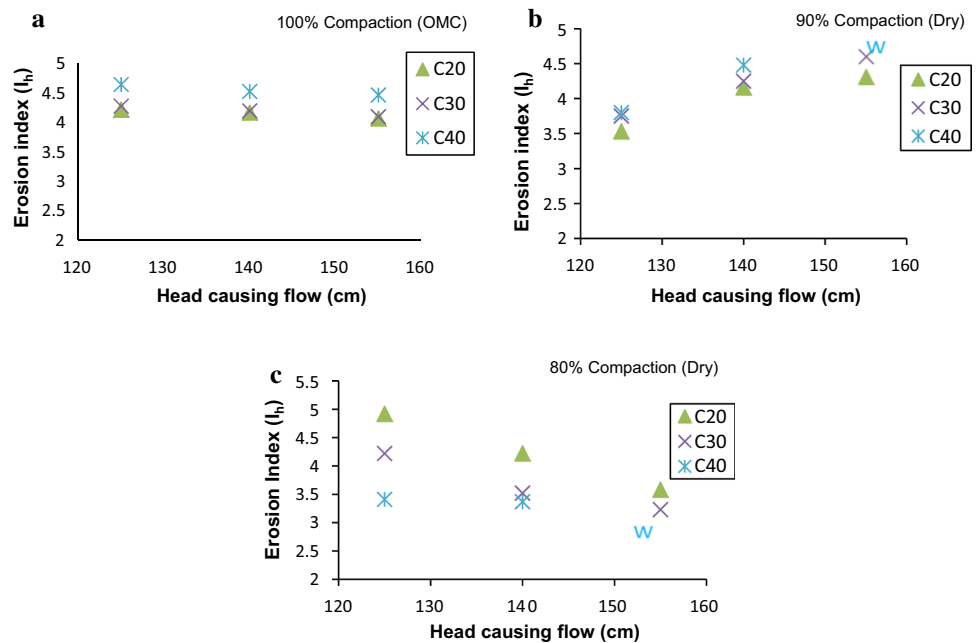 a
100% Compaction (OMC)
Erosion index (Ih)
5
4.5
4
3.5
3
2.5
2
120
130
140
150
160
Head causing flow (cm)
C20
C30
C40
b
90% Compaction (Dry)
Erosion index (Ih)
5
4.5
4
3.5
3
2.5
2
120
130
140
150
160
Head causing flow (cm)
W
C20
C30
C40
c
80% Compaction (Dry)
Erosion Index (Ih)
5.5
5
4.5
4
3.5
3
2.5
2
120
130
140
150
160
Head causing flow (cm)
W
C20
C30
C40